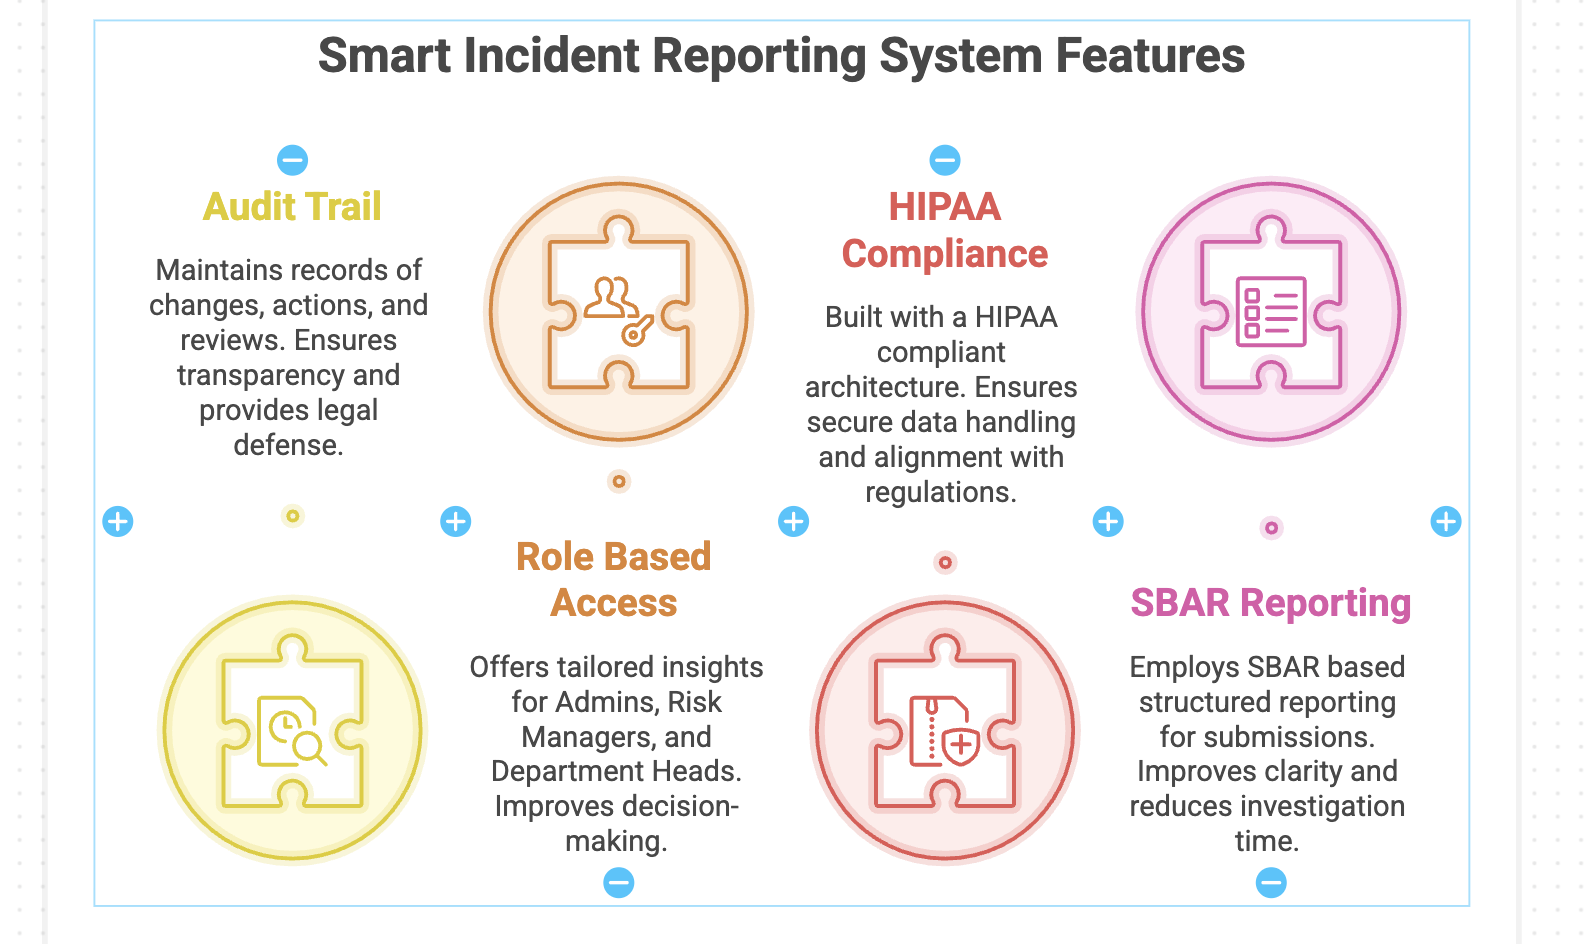 Smart Incident Reporting System Features
Audit Trail
Maintains records of
changes, actions, and
reviews. Ensures
transparency and
provides legal
defense.
Role Based
Access
Offers tailored insights
for Admins, Risk
Managers, and
Department Heads.
Improves decision-
making.
HIPAA
Compliance
Built with a HIPAA
compliant
architecture. Ensures
secure data handling
and alignment with
regulations.
SBAR Reporting
Employs SBAR based
structured reporting
for submissions.
Improves clarity and
reduces investigation
time.